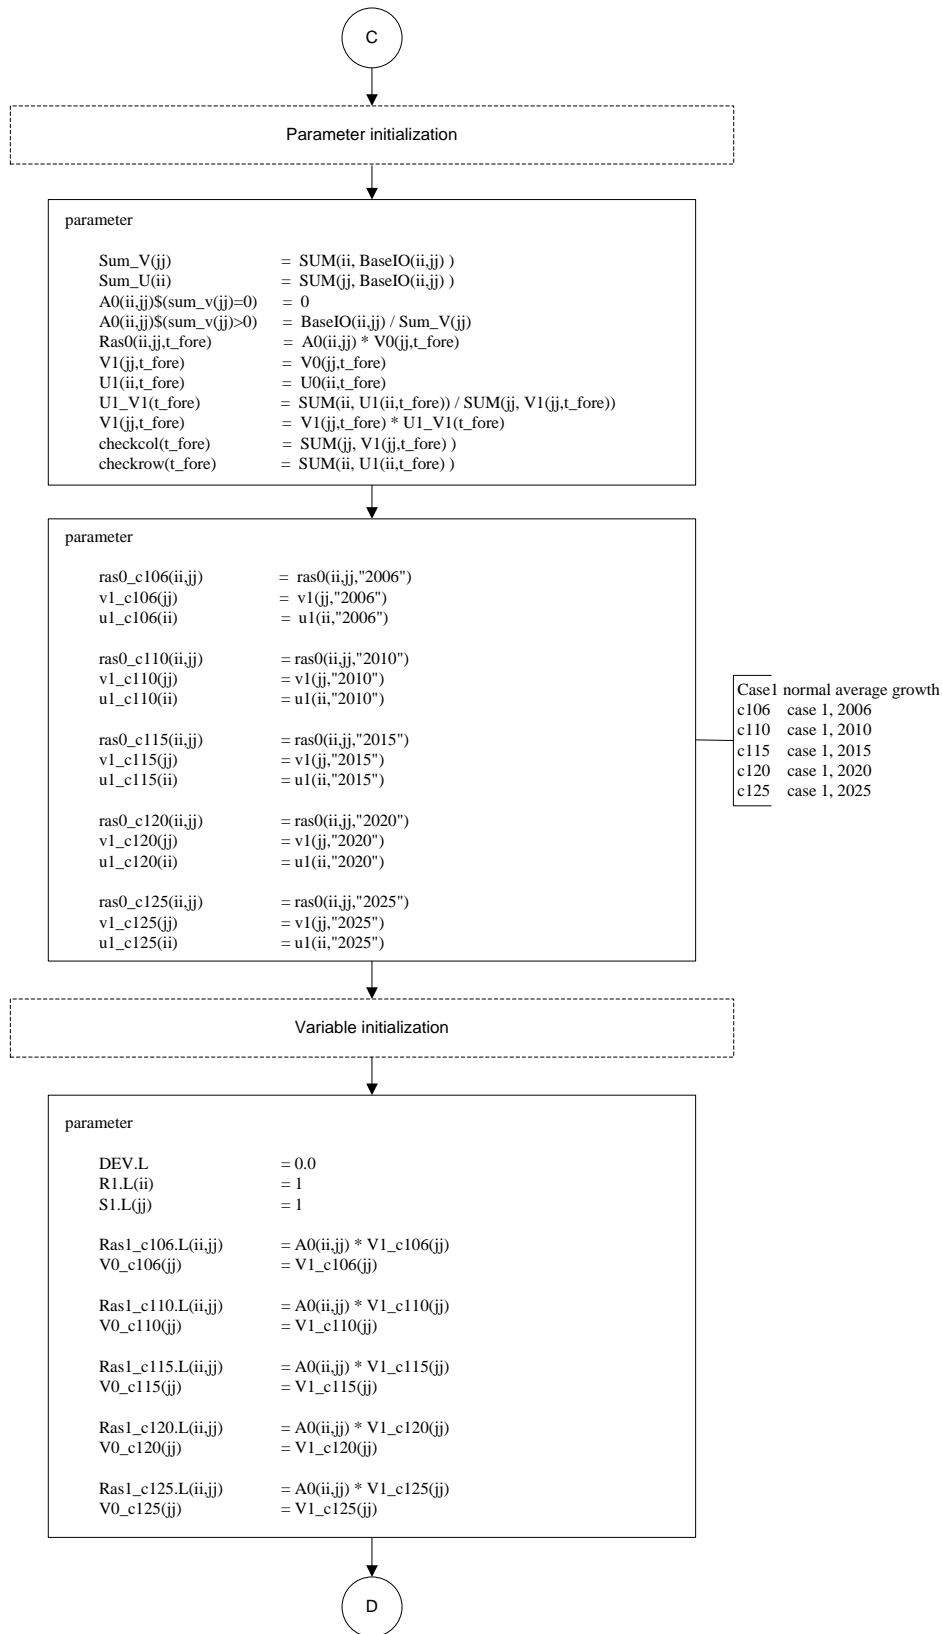 C
Parameter initialization
parameter
Sum_V(jj) = SUM(ii, BaseIO(ii,jj) )
Sum_U(ii) = SUM(jj, BaseIO(ii,jj) )
A0(ii,jj)$(sum_v(jj)=0) = 0
A0(ii,jj)$(sum_v(jj)>0) = BaseIO(ii,jj) / Sum_V(jj)
Ras0(ii,jj,t_fore) = A0(ii,jj) * V0(jj,t_fore)
V1(jj,t_fore) = V0(jj,t_fore)
U1(ii,t_fore) = U0(ii,t_fore)
U1_V1(t_fore) = SUM(ii, U1(ii,t_fore)) / SUM(jj, V1(jj,t_fore))
V1(jj,t_fore) = V1(jj,t_fore) * U1_V1(t_fore)
checkcol(t_fore) = SUM(jj, V1(jj,t_fore) )
checkrow(t_fore) = SUM(ii, U1(ii,t_fore) )
parameter
ras0_c106(ii,jj) = ras0(ii,jj,"2006")
v1_c106(jj) = v1(jj,"2006")
u1_c106(ii) = u1(ii,"2006")
ras0_c110(ii,jj) = ras0(ii,jj,"2010")
v1_c110(jj) = v1(jj,"2010")
u1_c110(ii) = u1(ii,"2010")
ras0_c115(ii,jj) = ras0(ii,jj,"2015")
v1_c115(jj) = v1(jj,"2015")
u1_c115(ii) = u1(ii,"2015")
ras0_c120(ii,jj) = ras0(ii,jj,"2020")
v1_c120(jj) = v1(jj,"2020")
u1_c120(ii) = u1(ii,"2020")
ras0_c125(ii,jj) = ras0(ii,jj,"2025")
v1_c125(jj) = v1(jj,"2025")
u1_c125(ii) = u1(ii,"2025")
Case1 normal average growth
c106 case 1, 2006
c110 case 1, 2010
c115 case 1, 2015
c120 case 1, 2020
c125 case 1, 2025
Variable initialization
parameter
DEV.L = 0.0
R1.L(ii) = 1
S1.L(jj) = 1
Ras1_c106.L(ii,jj) = A0(ii,jj) * V1_c106(jj)
V0_c106(jj) = V1_c106(jj)
Ras1_c110.L(ii,jj) = A0(ii,jj) * V1_c110(jj)
V0_c110(jj) = V1_c110(jj)
Ras1_c115.L(ii,jj) = A0(ii,jj) * V1_c115(jj)
V0_c115(jj) = V1_c115(jj)
Ras1_c120.L(ii,jj) = A0(ii,jj) * V1_c120(jj)
V0_c120(jj) = V1_c120(jj)
Ras1_c125.L(ii,jj) = A0(ii,jj) * V1_c125(jj)
V0_c125(jj) = V1_c125(jj)
D